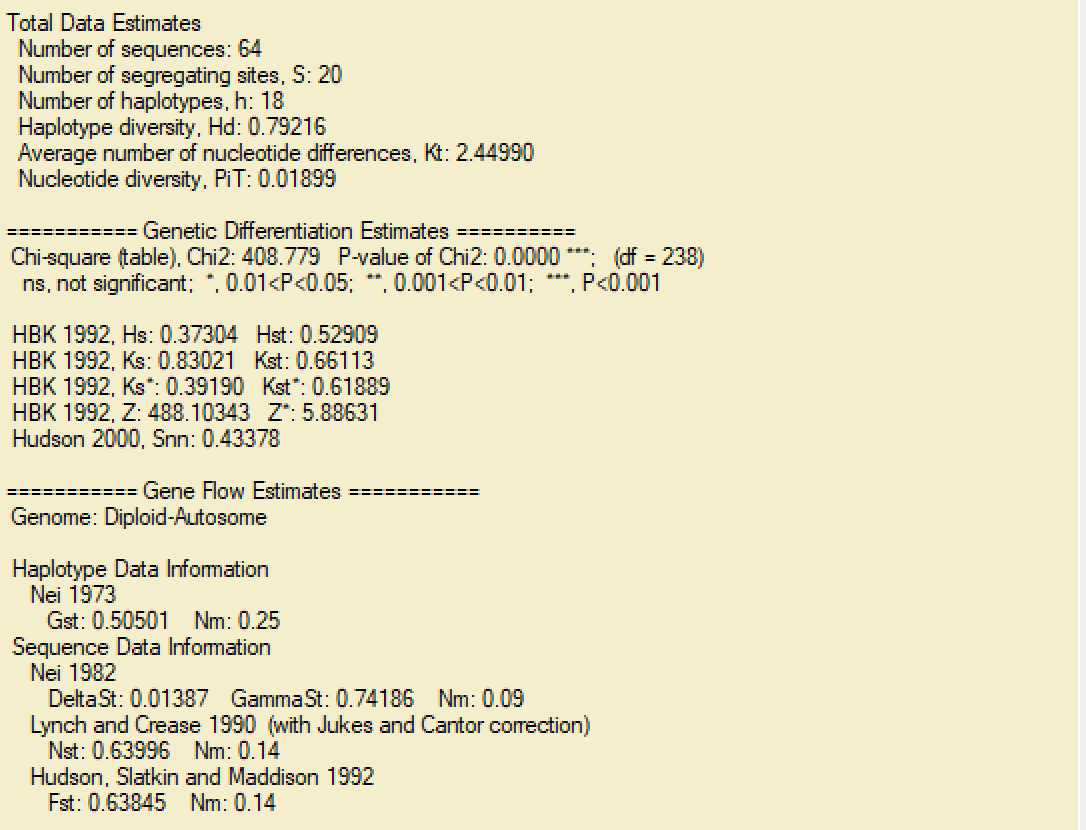 Total Data Estimates
Number of sequences: 64
Number of segregating sites, S: 20
Number of haplotypes, h: 18
Haplotype diversity, Hd: 0.79216
Average number of nucleotide differences, Kt: 2.44990
Nucleotide diversity, PiT: 0.01899
=========== Genetic Differentiation Estimates ==========
Chi-square (table), Chi2: 408.779 P-value of Chi2: 0.0000 ***; (df = 238)
ns, not significant; *, 0.01<P<0.05; **, 0.001<P<0.01; ***, P<0.001
HBK 1992, Hs: 0.37304 Hst: 0.52909
HBK 1992, Ks: 0.83021 Kst: 0.66113
HBK 1992, Ks*: 0.39190 Kst*: 0.61889
HBK 1992, Z: 488.10343 Z*: 5.88631
Hudson 2000, Snn: 0.43378
=========== Gene Flow Estimates ===========
Genome: Diploid-Autosome
Haplotype Data Information
Nei 1973
Gst: 0.50501 Nm: 0.25
Sequence Data Information
Nei 1982
DeltaSt: 0.01387 GammaSt: 0.74186 Nm: 0.09
Lynch and Crease 1990 (with Jukes and Cantor correction)
Nst: 0.63996 Nm: 0.14
Hudson, Slatkin and Maddison 1992
Fst: 0.63845 Nm: 0.14